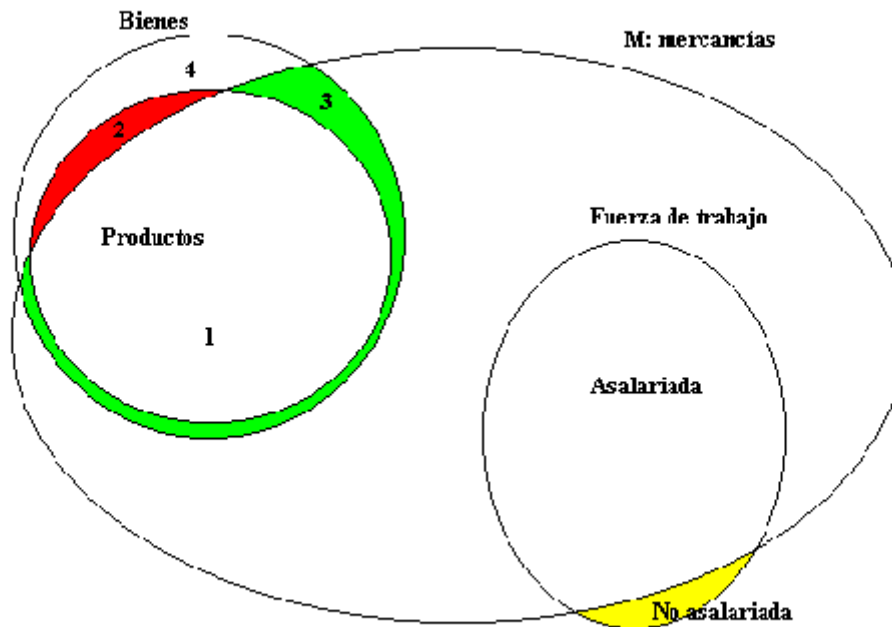 Bienes
M: mercancías
4
3
2
Fuerza de trabajo
Productos
1
Asalariada
No asalariada